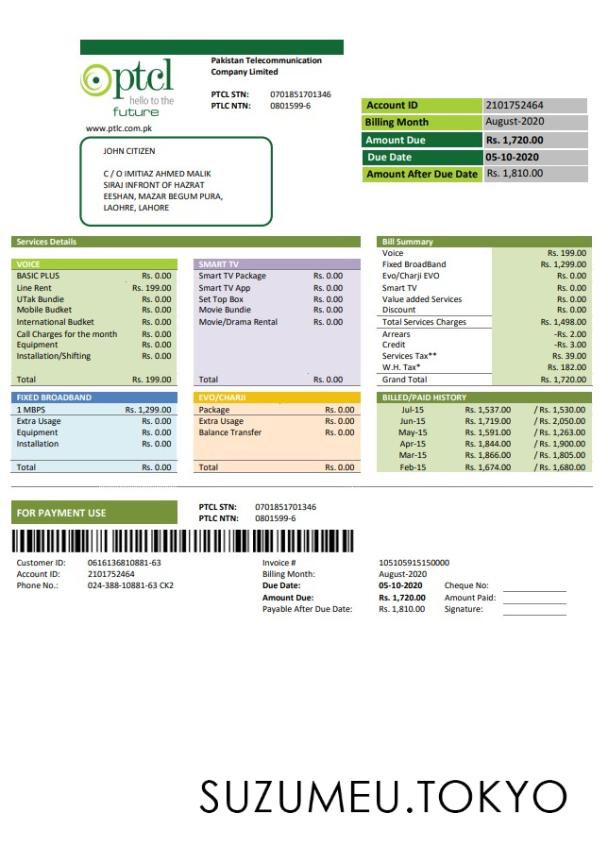 ptcl
hello to the
future
www.ptlc.com.pk
Pakistan Telecommunication
Company Limited
PTCL STN: 0701851701346
PTLC NTN: 0801599-6
Account ID 2101752464
Billing Month August-2020
Amount Due Rs. 1,720.00
Due Date 05-10-2020
Amount After Due Date Rs. 1,810.00
JOHN CITIZEN
C / O IMITIAZ AHMED MALIK
SIRAJ INFRONT OF HAZRAT
EESHAN, MAZAR BEGUM PURA,
LAOHRE, LAHORE
Services Details
VOICE
BASIC PLUS Rs. 0.00
Line Rent Rs. 199.00
UTak Bundie Rs. 0.00
Mobile Budket Rs. 0.00
International Budket Rs. 0.00
Call Charges for the month Rs. 0.00
Equipment Rs. 0.00
Installation/Shifting Rs. 0.00
Total Rs. 199.00
SMART TV
Smart TV Package Rs. 0.00
Smart TV App Rs. 0.00
Set Top Box Rs. 0.00
Movie Bundie Rs. 0.00
Movie/Drama Rental Rs. 0.00
Total Rs. 0.00
Bill Summary
Voice Rs. 199.00
Fixed BroadBand Rs. 1,299.00
Evo/Charji EVO Rs. 0.00
Smart TV Rs. 0.00
Value added Services Rs. 0.00
Discount Rs. 0.00
Total Services Charges Rs. 1,498.00
Arrears -Rs. 2.00
Credit -Rs. 3.00
Services Tax** Rs. 39.00
W.H. Tax* Rs. 182.00
Grand Total Rs. 1,720.00
FIXED BROADBAND
1 MBPS Rs. 1,299.00
Extra Usage Rs. 0.00
Equipment Rs. 0.00
Installation Rs. 0.00
Total Rs. 0.00
EVO/CHARJI
Package Rs. 0.00
Extra Usage Rs. 0.00
Balance Transfer Rs. 0.00
Total Rs. 0.00
BILLED/PAID HISTORY
Jul-15 Rs. 1,537.00 / Rs. 1,530.00
Jun-15 Rs. 1,719.00 / Rs. 2,050.00
May-15 Rs. 1,591.00 / Rs. 1,263.00
Apr-15 Rs. 1,844.00 / Rs. 1,900.00
Mar-15 Rs. 1,866.00 / Rs. 1,805.00
Feb-15 Rs. 1,674.00 / Rs. 1,680.00
FOR PAYMENT USE
PTCL STN: 0701851701346
PTLC NTN: 0801599-6
Customer ID: 0616136810881-63
Account ID: 2101752464
Phone No.: 024-388-10881-63 CK2
Invoice # 105105915150000
Billing Month: August-2020
Due Date: 05-10-2020
Amount Due: Rs. 1,720.00
Payable After Due Date: Rs. 1,810.00
Cheque No:
Amount Paid:
Signature:
SUZUMEU.TOKYO